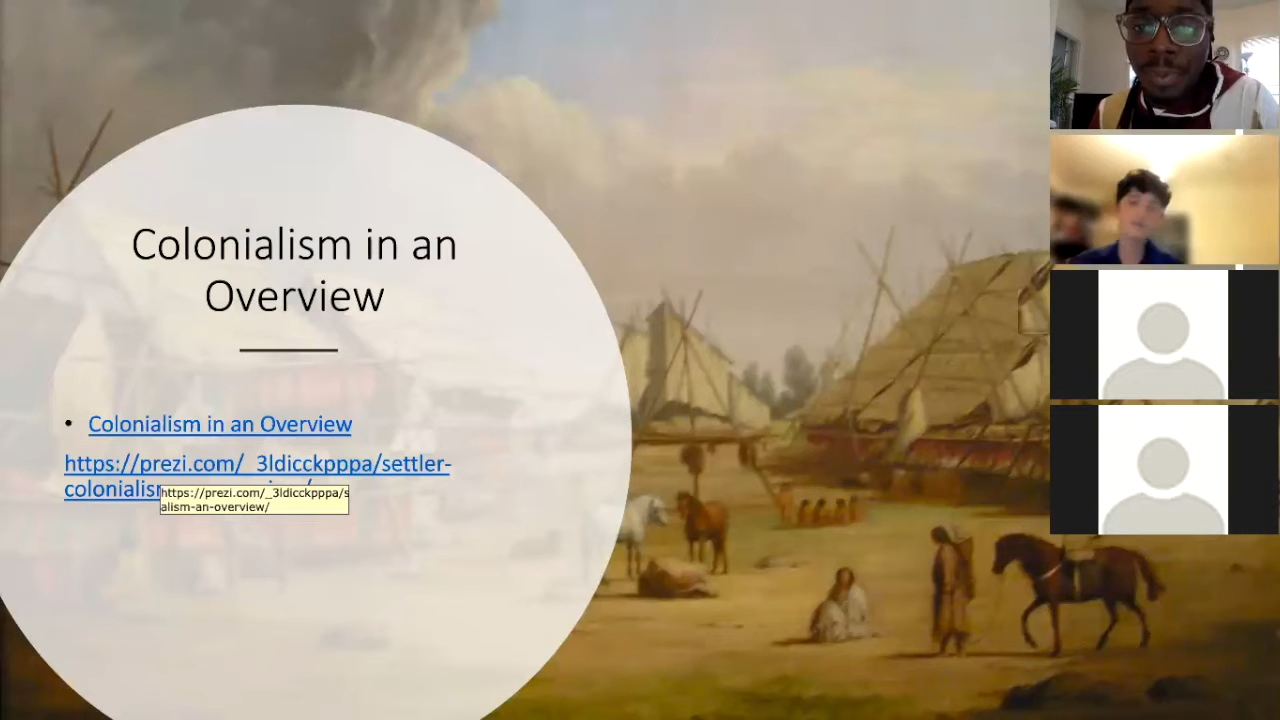 Colonialism in an
Overview
• Colonialism in an Overview
https://prezi.com/_3ldicckpppa/settler-
colonialism
https://prezi.com/_3ldicckpppa/s
alism-an-overview/